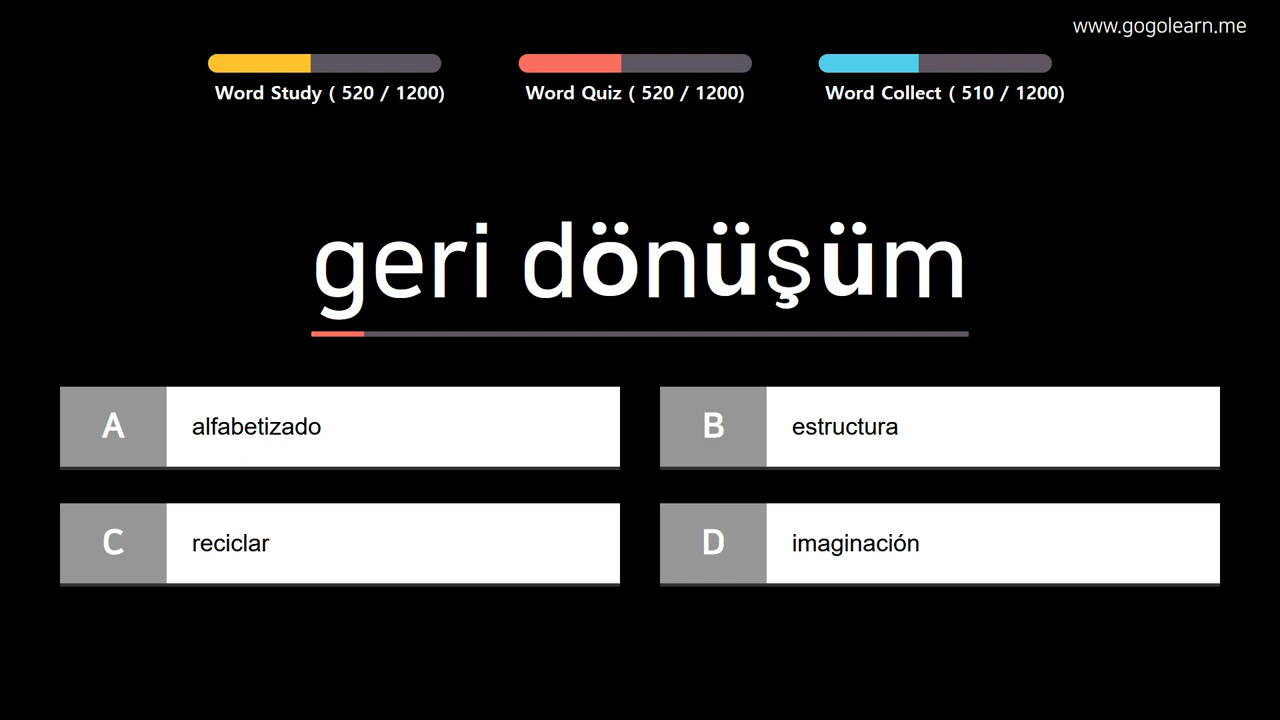 www.gogolearn.me
Word Study ( 520 / 1200)
Word Quiz ( 520 / 1200)
Word Collect ( 510 / 1200)
geri dönüşüm
A
alfabetizado
B
estructura
C
reciclar
D
imaginación